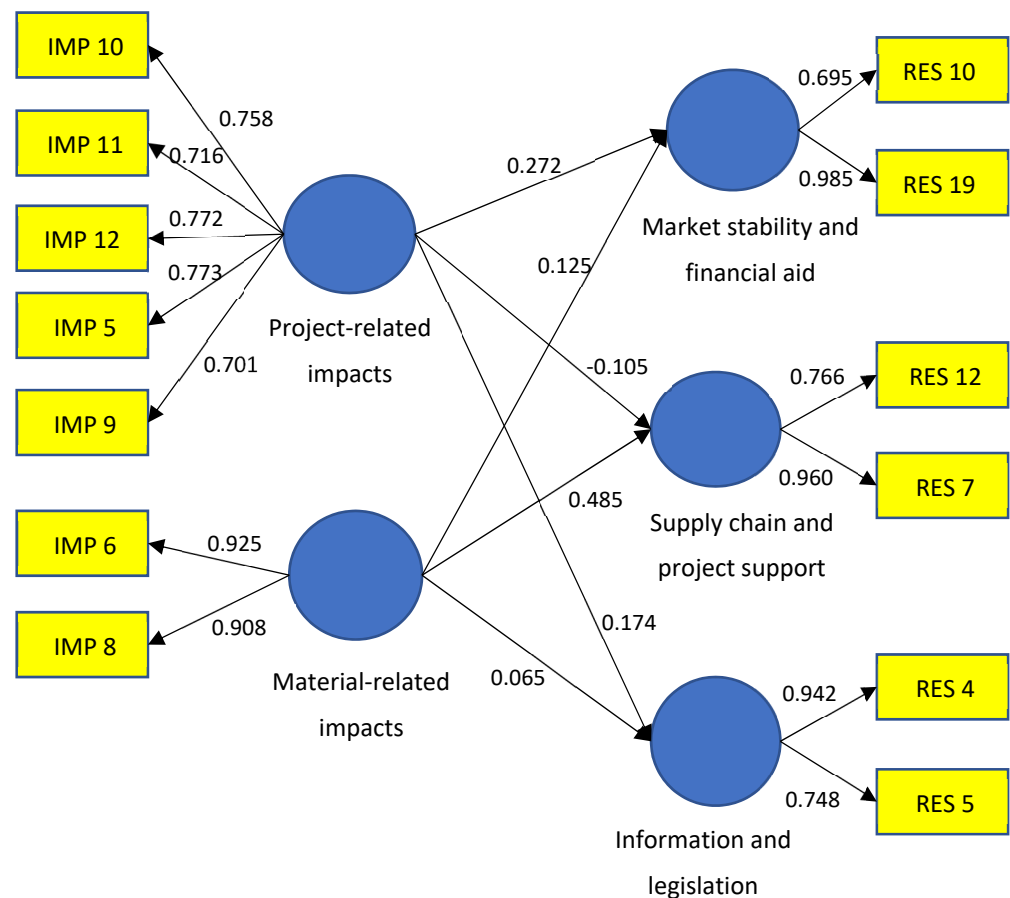 IMP 10
IMP 11
IMP 12
IMP 5
IMP 9
0.758
0.716
0.772
0.773
0.701
Project-related
impacts
IMP 6
IMP 8
0.925
0.908
Material-related
impacts
0.272
0.125
-0.105
0.485
0.174
0.065
Market stability and
financial aid
0.695
0.985
RES 10
RES 19
Supply chain and
project support
0.766
0.960
RES 12
RES 7
Information and
legislation
0.942
0.748
RES 4
RES 5